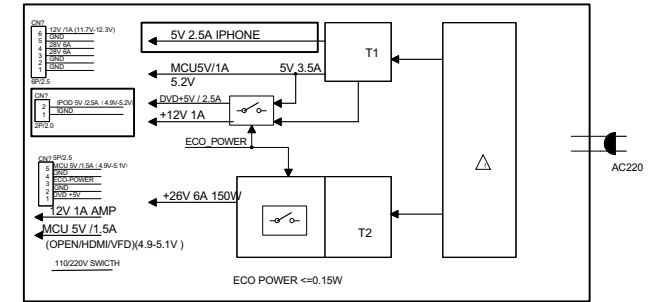 CN?
6 12V /1A (11.7V-12.3V)
5 GND
4 28V 6A
3 28V 6A
2 GND
1 GND
6P/2.5
CN?
2 IPOD 5V /2.5A ( 4.9V-5.2V)
1 IGND
2P/2.0
CN? 5P/2.5
5 MCU 5V /1.5A ( 4.9V-5.1V)
4 GND
3 ECO-POWER
2 GND
1 DVD +5V
12V 1A AMP
MCU 5V /1.5A
(OPEN/HDMI/VFD)(4.9-5.1V )
110/220V SWICTH
5V 2.5A IPHONE
T1
MCU5V/1A 5V 3.5A
5.2V
DVD+5V / 2.5A
+12V 1A
ECO_POWER
+26V 6A 150W
T2
ECO POWER <=0.15W
AC220